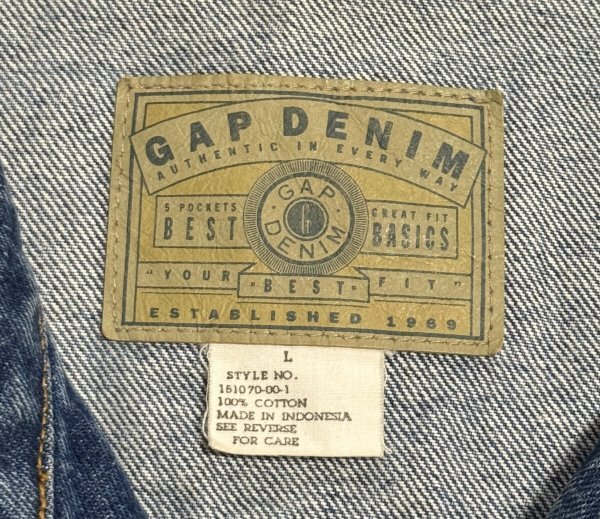 GAP DENIM
AUTHENTIC IN EVERY WAY
5 POCKETS
BEST
GAP
G
DENIM
GREAT FIT
BASICS
"YOUR BEST FIT"
ESTABLISHED 1969
L
STYLE NO.
151070-00-1
100% COTTON
MADE IN INDONESIA
SEE REVERSE
FOR CARE